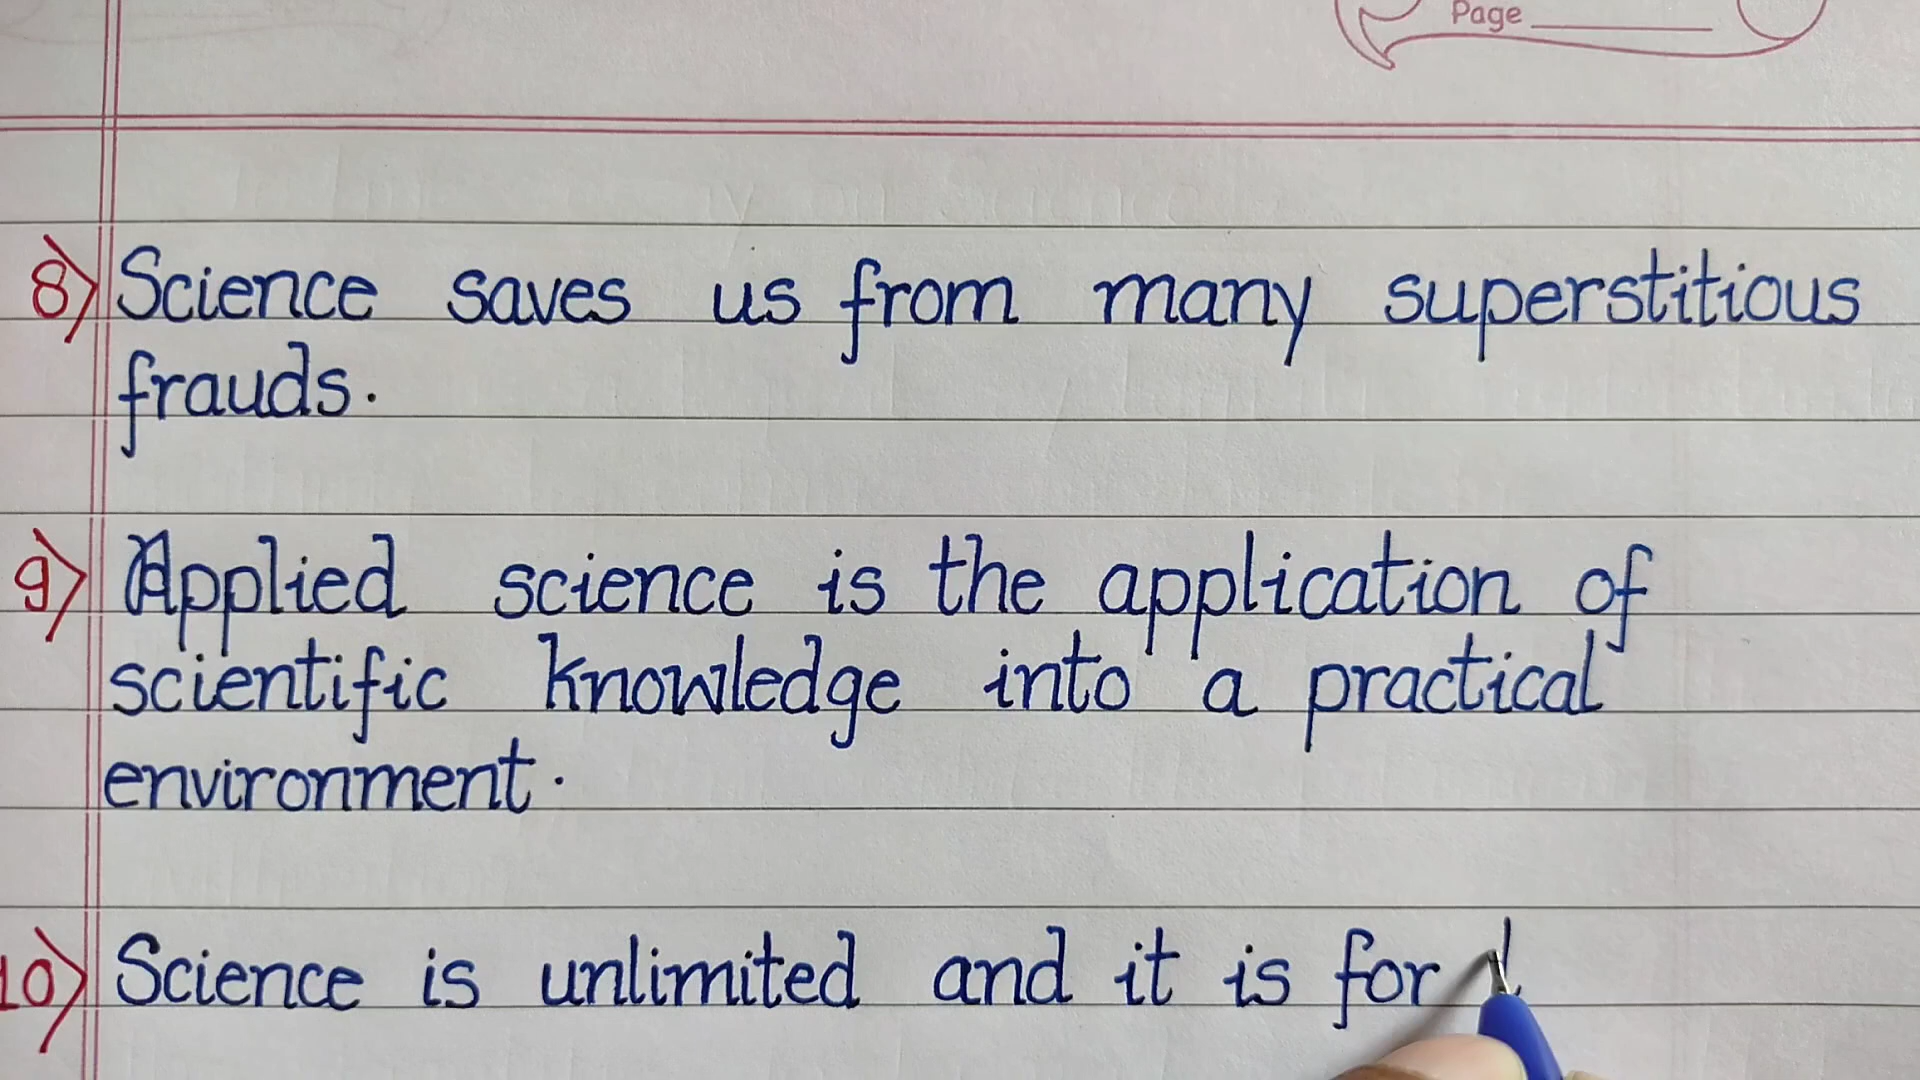 Page
8) Science saves us from many superstitious
frauds.
9) Applied science is the application of
scientific knowledge into a practical
environment.
10) Science is unlimited and it is for